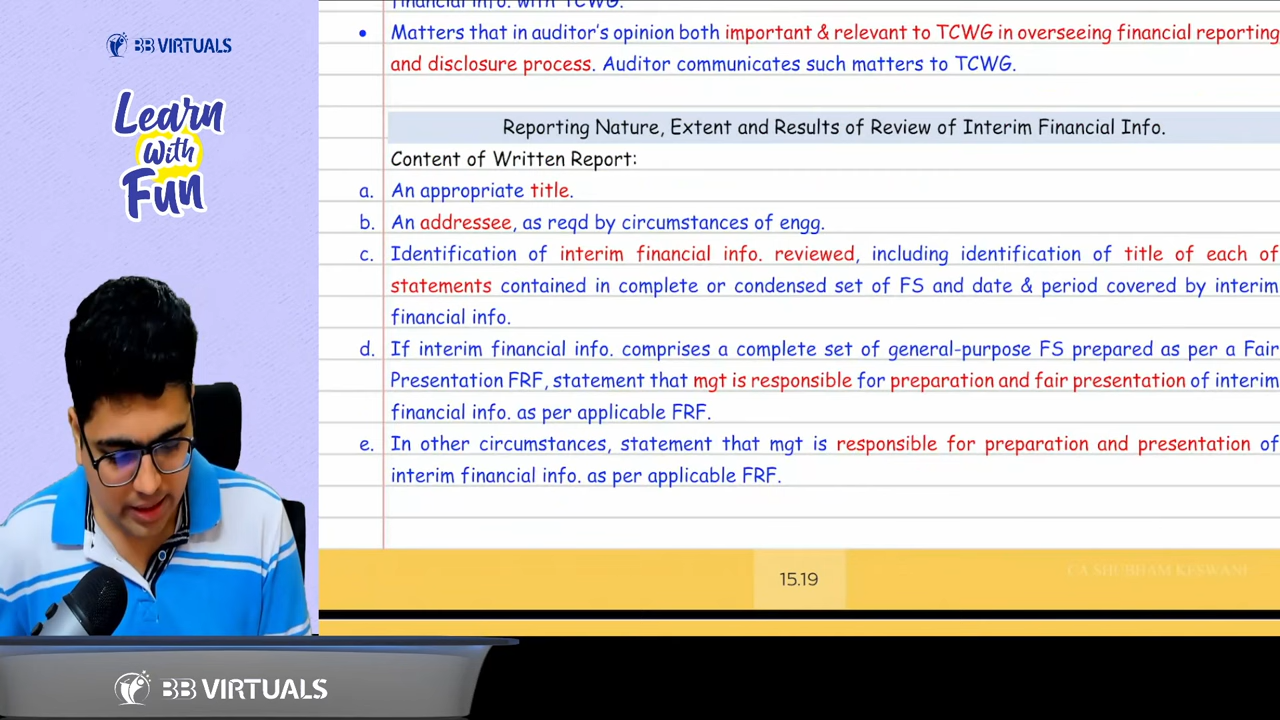 BB VIRTUALS
Learn
With
Fun
financial info. with TCWG.
• Matters that in auditor's opinion both important & relevant to TCWG in overseeing financial reporting
and disclosure process. Auditor communicates such matters to TCWG.
Reporting Nature, Extent and Results of Review of Interim Financial Info.
Content of Written Report:
a. An appropriate title.
b. An addressee, as reqd by circumstances of engg.
c. Identification of interim financial info. reviewed, including identification of title of each of
statements contained in complete or condensed set of FS and date & period covered by interim
financial info.
d. If interim financial info. comprises a complete set of general-purpose FS prepared as per a Fair
Presentation FRF, statement that mgt is responsible for preparation and fair presentation of interim
financial info. as per applicable FRF.
e. In other circumstances, statement that mgt is responsible for preparation and presentation of
interim financial info. as per applicable FRF.
15.19
CA SHUBHAM KESWANI
BB VIRTUALS